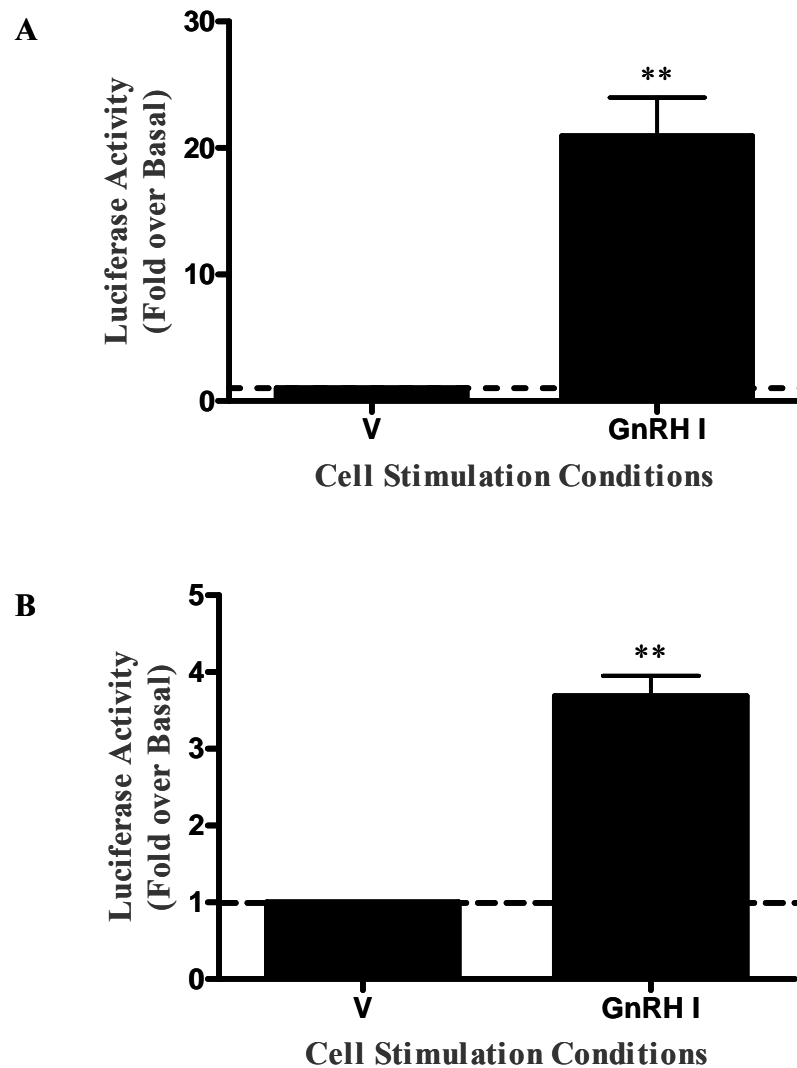 A
Luciferase Activity
(Fold over Basal)
30
20
10
0
**
V
GnRH I
Cell Stimulation Conditions
B
Luciferase Activity
(Fold over Basal)
5
4
3
2
1
0
**
V
GnRH I
Cell Stimulation Conditions